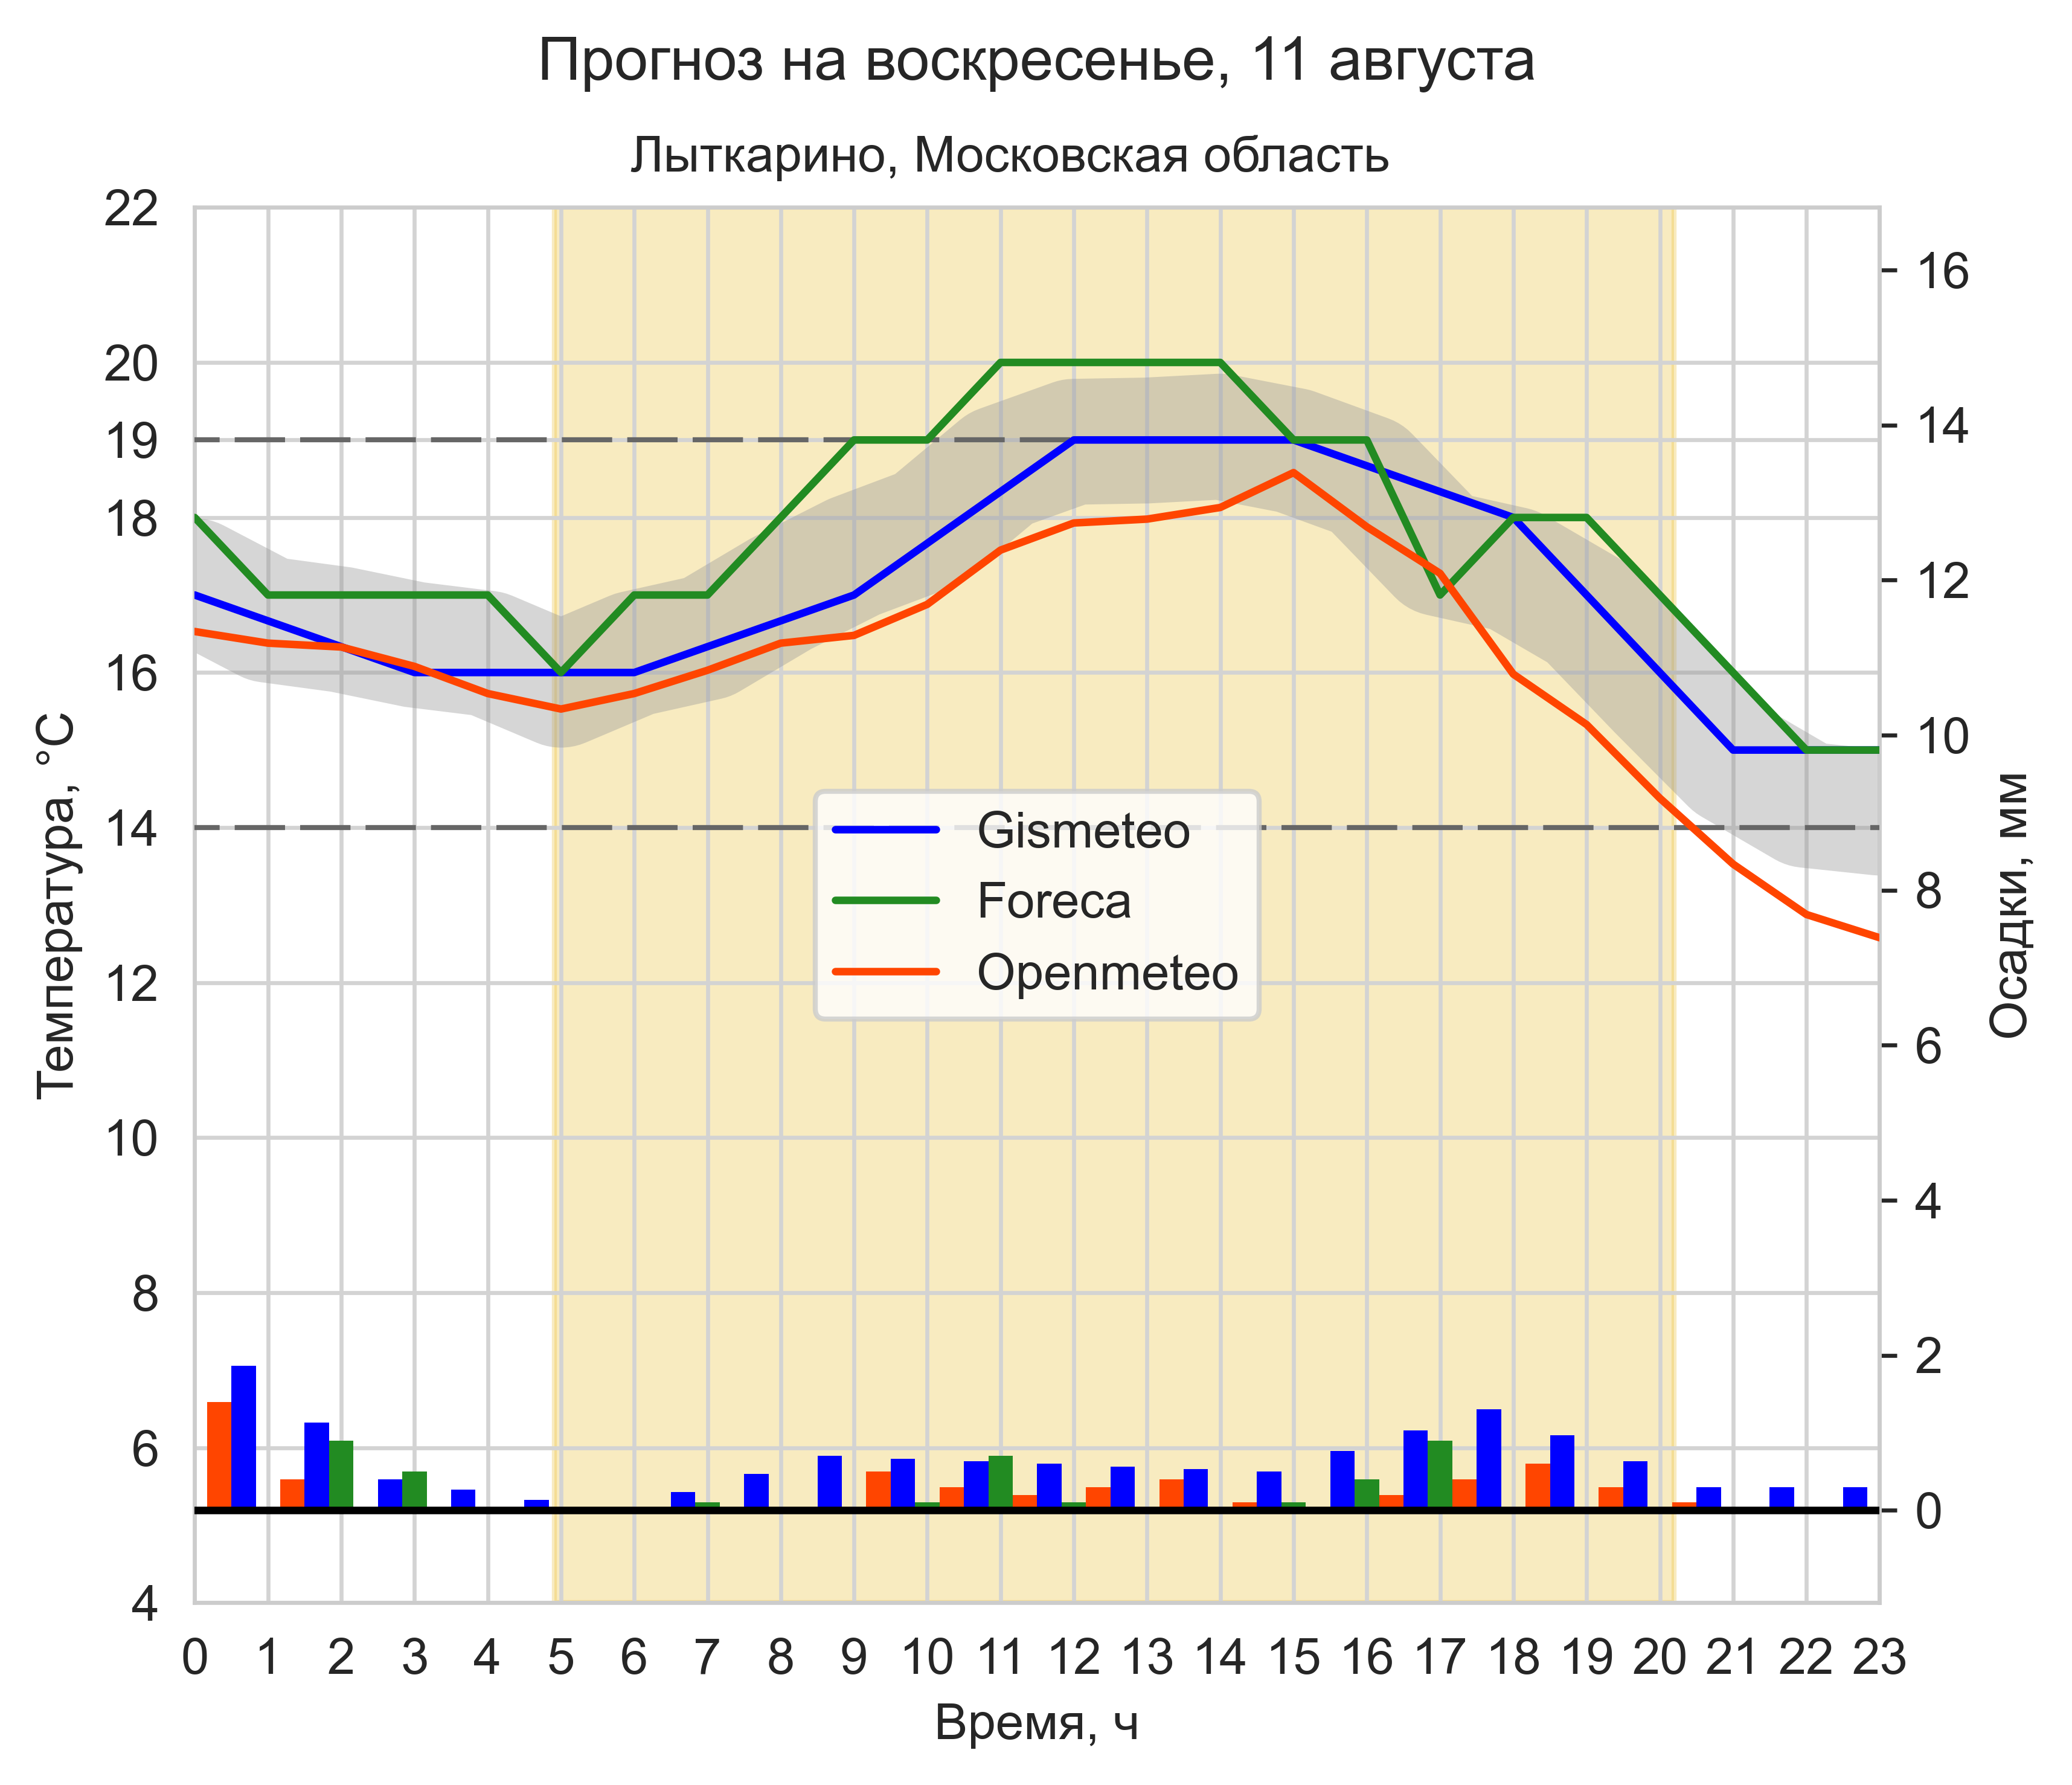 Прогноз на воскресенье, 11 августа
Лыткарино, Московская область
22
20
19
18
16
14
12
10
8
6
4
Температура, °C
16
14
12
10
8
6
4
2
0
Осадки, мм
Gismeteo
Foreca
Openmeteo
0 1 2 3 4 5 6 7 8 9 10 11 12 13 14 15 16 17 18 19 20 21 22 23
Время, ч